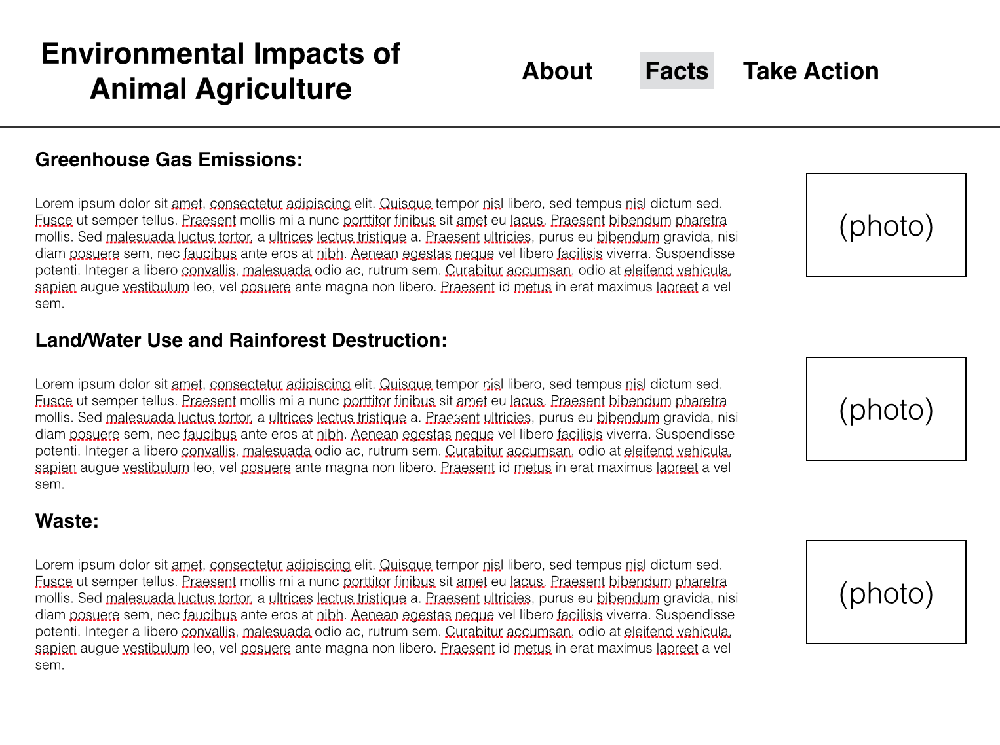 Environmental Impacts of
Animal Agriculture
About Facts Take Action
Greenhouse Gas Emissions:
Lorem ipsum dolor sit amet, consectetur adipiscing elit. Quisque tempor nisl libero, sed tempus nisl dictum sed.
Fusce ut semper tellus. Praesent mollis mi a nunc porttitor finibus sit amet eu lacus. Praesent bibendum pharetra
mollis. Sed malesuada luctus tortor, a ultrices lectus tristique a. Praesent ultricies, purus eu bibendum gravida, nisi
diam posuere sem, nec faucibus ante eros at nibh. Aenean egestas neque vel libero facilisis viverra. Suspendisse
potenti. Integer a libero convallis, malesuada odio ac, rutrum sem. Curabitur accumsan, odio at eleifend vehicula,
sapien augue vestibulum leo, vel posuere ante magna non libero. Praesent id metus in erat maximus laoreet a vel
sem.
(photo)
Land/Water Use and Rainforest Destruction:
Lorem ipsum dolor sit amet, consectetur adipiscing elit. Quisque tempor nisl libero, sed tempus nisl dictum sed.
Fusce ut semper tellus. Praesent mollis mi a nunc porttitor finibus sit amet eu lacus. Praesent bibendum pharetra
mollis. Sed malesuada luctus tortor, a ultrices lectus tristique a. Praesent ultricies, purus eu bibendum gravida, nisi
diam posuere sem, nec faucibus ante eros at nibh. Aenean egestas neque vel libero facilisis viverra. Suspendisse
potenti. Integer a libero convallis, malesuada odio ac, rutrum sem. Curabitur accumsan, odio at eleifend vehicula,
sapien augue vestibulum leo, vel posuere ante magna non libero. Praesent id metus in erat maximus laoreet a vel
sem.
(photo)
Waste:
Lorem ipsum dolor sit amet, consectetur adipiscing elit. Quisque tempor nisl libero, sed tempus nisl dictum sed.
Fusce ut semper tellus. Praesent mollis mi a nunc porttitor finibus sit amet eu lacus. Praesent bibendum pharetra
mollis. Sed malesuada luctus tortor, a ultrices lectus tristique a. Praesent ultricies, purus eu bibendum gravida, nisi
diam posuere sem, nec faucibus ante eros at nibh. Aenean egestas neque vel libero facilisis viverra. Suspendisse
potenti. Integer a libero convallis, malesuada odio ac, rutrum sem. Curabitur accumsan, odio at eleifend vehicula,
sapien augue vestibulum leo, vel posuere ante magna non libero. Praesent id metus in erat maximus laoreet a vel
sem.
(photo)